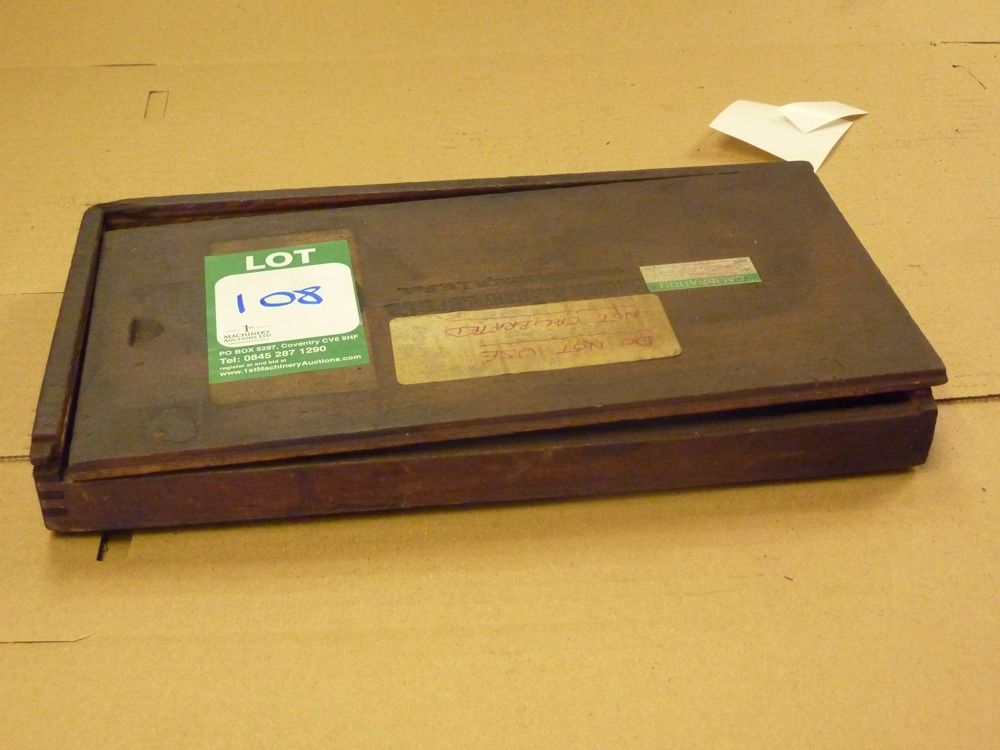 LOT
108
1st
MACHINERY
AUCTIONS LTD
PO BOX 5297, Coventry CV6 9HF
Tel: 0845 287 1290
register at and bid at
www.1stMachineryAuctions.com
CALIBRATION
DO NOT USE
NOT CALIBRATED